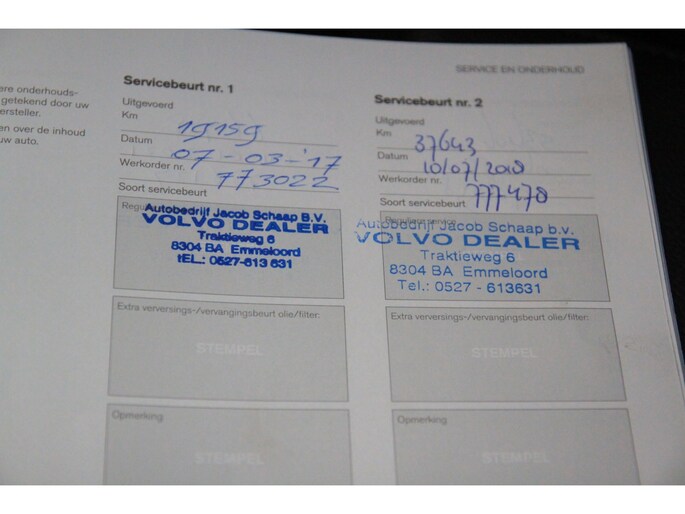 SERVICE EN ONDERHOUD
ere onderhouds-
getekend door uw
ersteller.
en over de inhoud
uw auto.
Servicebeurt nr. 1
Uitgevoerd
Km 19159
Datum 07-03-'17
Werkorder nr. 773022
Soort servicebeurt
Autobedrijf Jacob Schaap B.V.
VOLVO DEALER
Traktieweg 6
8304 BA Emmeloord
tEL.: 0527-613 631
Extra verversings-/vervangingsbeurt olie/filter:
STEMPEL
Opmerking
STEMPEL
Servicebeurt nr. 2
Uitgevoerd
Km 37643
Datum 10/07/2018
Werkorder nr. 777478
Soort servicebeurt
Reguliere service
Autobedrijf Jacob Schaap b.v.
VOLVO DEALER
Traktieweg 6
8304 BA Emmeloord
Tel.: 0527 - 613631
Extra verversings-/vervangingsbeurt olie/filter:
STEMPEL
Opmerking
STEMPEL